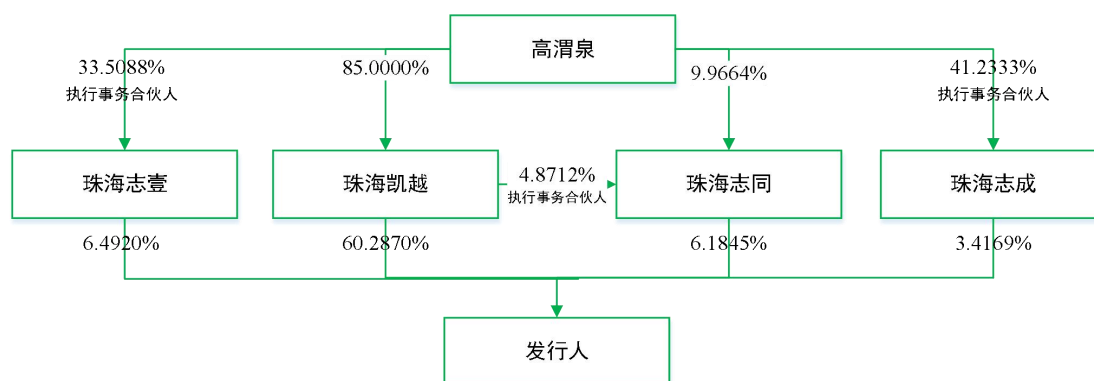 高渭泉
33.5088%
执行事务合伙人
85.0000%
9.9664%
41.2333%
执行事务合伙人
珠海志壹
珠海凯越
4.8712%
执行事务合伙人
珠海志同
珠海志成
6.4920%
60.2870%
6.1845%
3.4169%
发行人